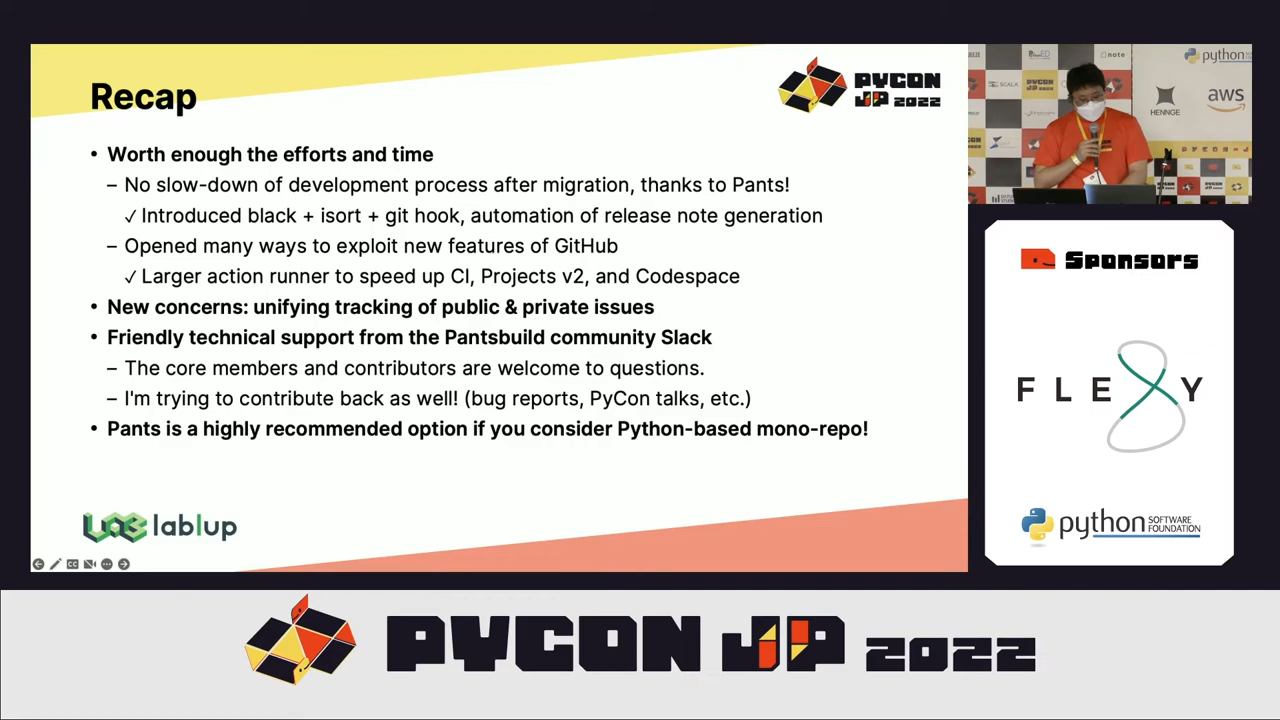 Recap
PYCON
JP 2022
• Worth enough the efforts and time
– No slow-down of development process after migration, thanks to Pants!
✓Introduced black + isort + git hook, automation of release note generation
– Opened many ways to exploit new features of GitHub
✓Larger action runner to speed up CI, Projects v2, and Codespace
• New concerns: unifying tracking of public & private issues
• Friendly technical support from the Pantsbuild community Slack
– The core members and contributors are welcome to questions.
– I'm trying to contribute back as well! (bug reports, PyCon talks, etc.)
• Pants is a highly recommended option if you consider Python-based mono-repo!
lablup
note
python
SCALA
HENNGE
aws
Sponsors
FLEXY
python SOFTWARE
FOUNDATION
PYCON JP 2022